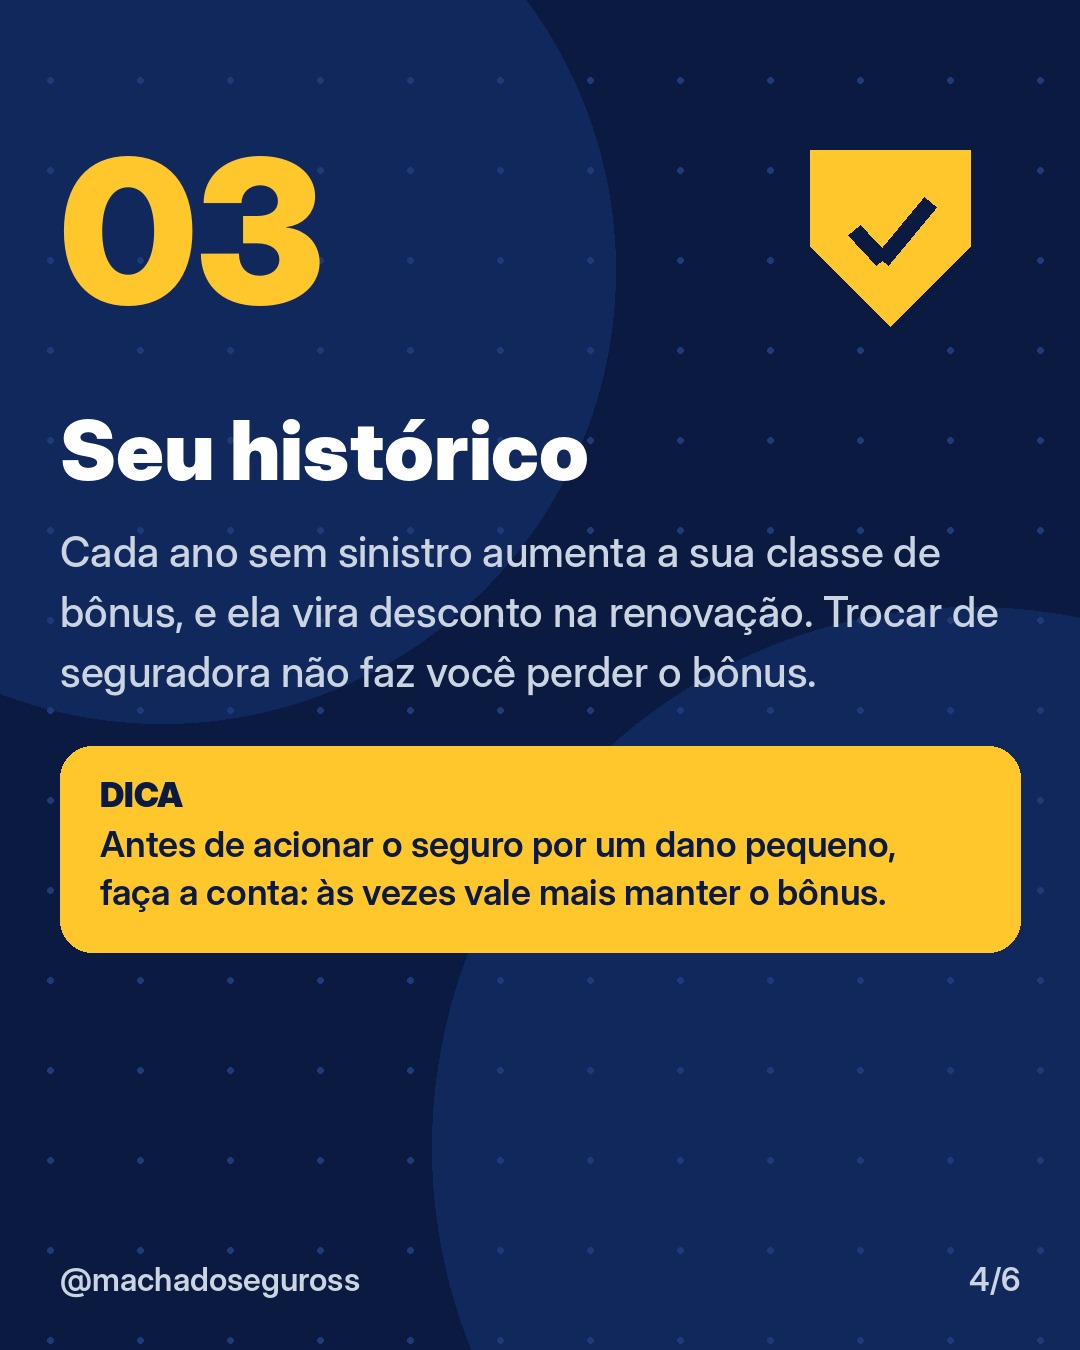 03
Seu histórico
Cada ano sem sinistro aumenta a sua classe de
bônus, e ela vira desconto na renovação. Trocar de
seguradora não faz você perder o bônus.
DICA
Antes de acionar o seguro por um dano pequeno,
faça a conta: às vezes vale mais manter o bônus.
@machadoseguross
4/6